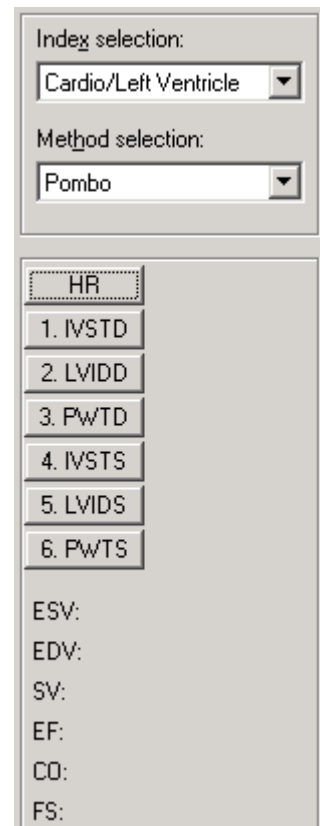 Index selection:
Cardio/Left Ventricle
Method selection:
Pombo
HR
1. IVSTD
2. LVIDD
3. PWTD
4. IVSTS
5. LVIDS
6. PWTS
ESV:
EDV:
SV:
EF:
CO:
FS: